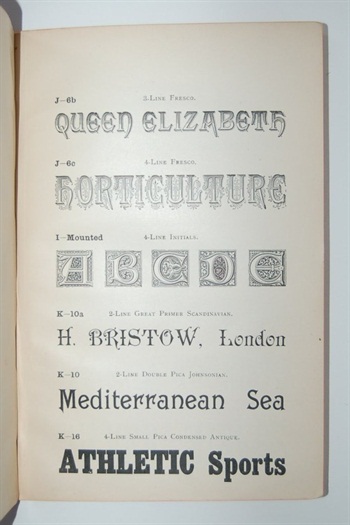 J—6b 3-Line Fresco.
QUEEN ELIZABETH
J—6c 4-Line Fresco.
HORTICULTURE
I—Mounted 4-Line Initials.
A B C D E
K—10a 2-Line Great Primer Scandinavian.
H. BRISTOW, London
K—10 2-Line Double Pica Johnsonian.
Mediterranean Sea
K—16 4-Line Small Pica Condensed Antique.
ATHLETIC Sports